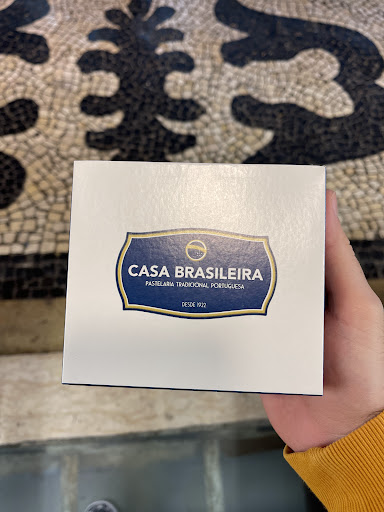 CASA BRASILEIRA
PASTELARIA TRADICIONAL PORTUGUESA
DESDE 1922